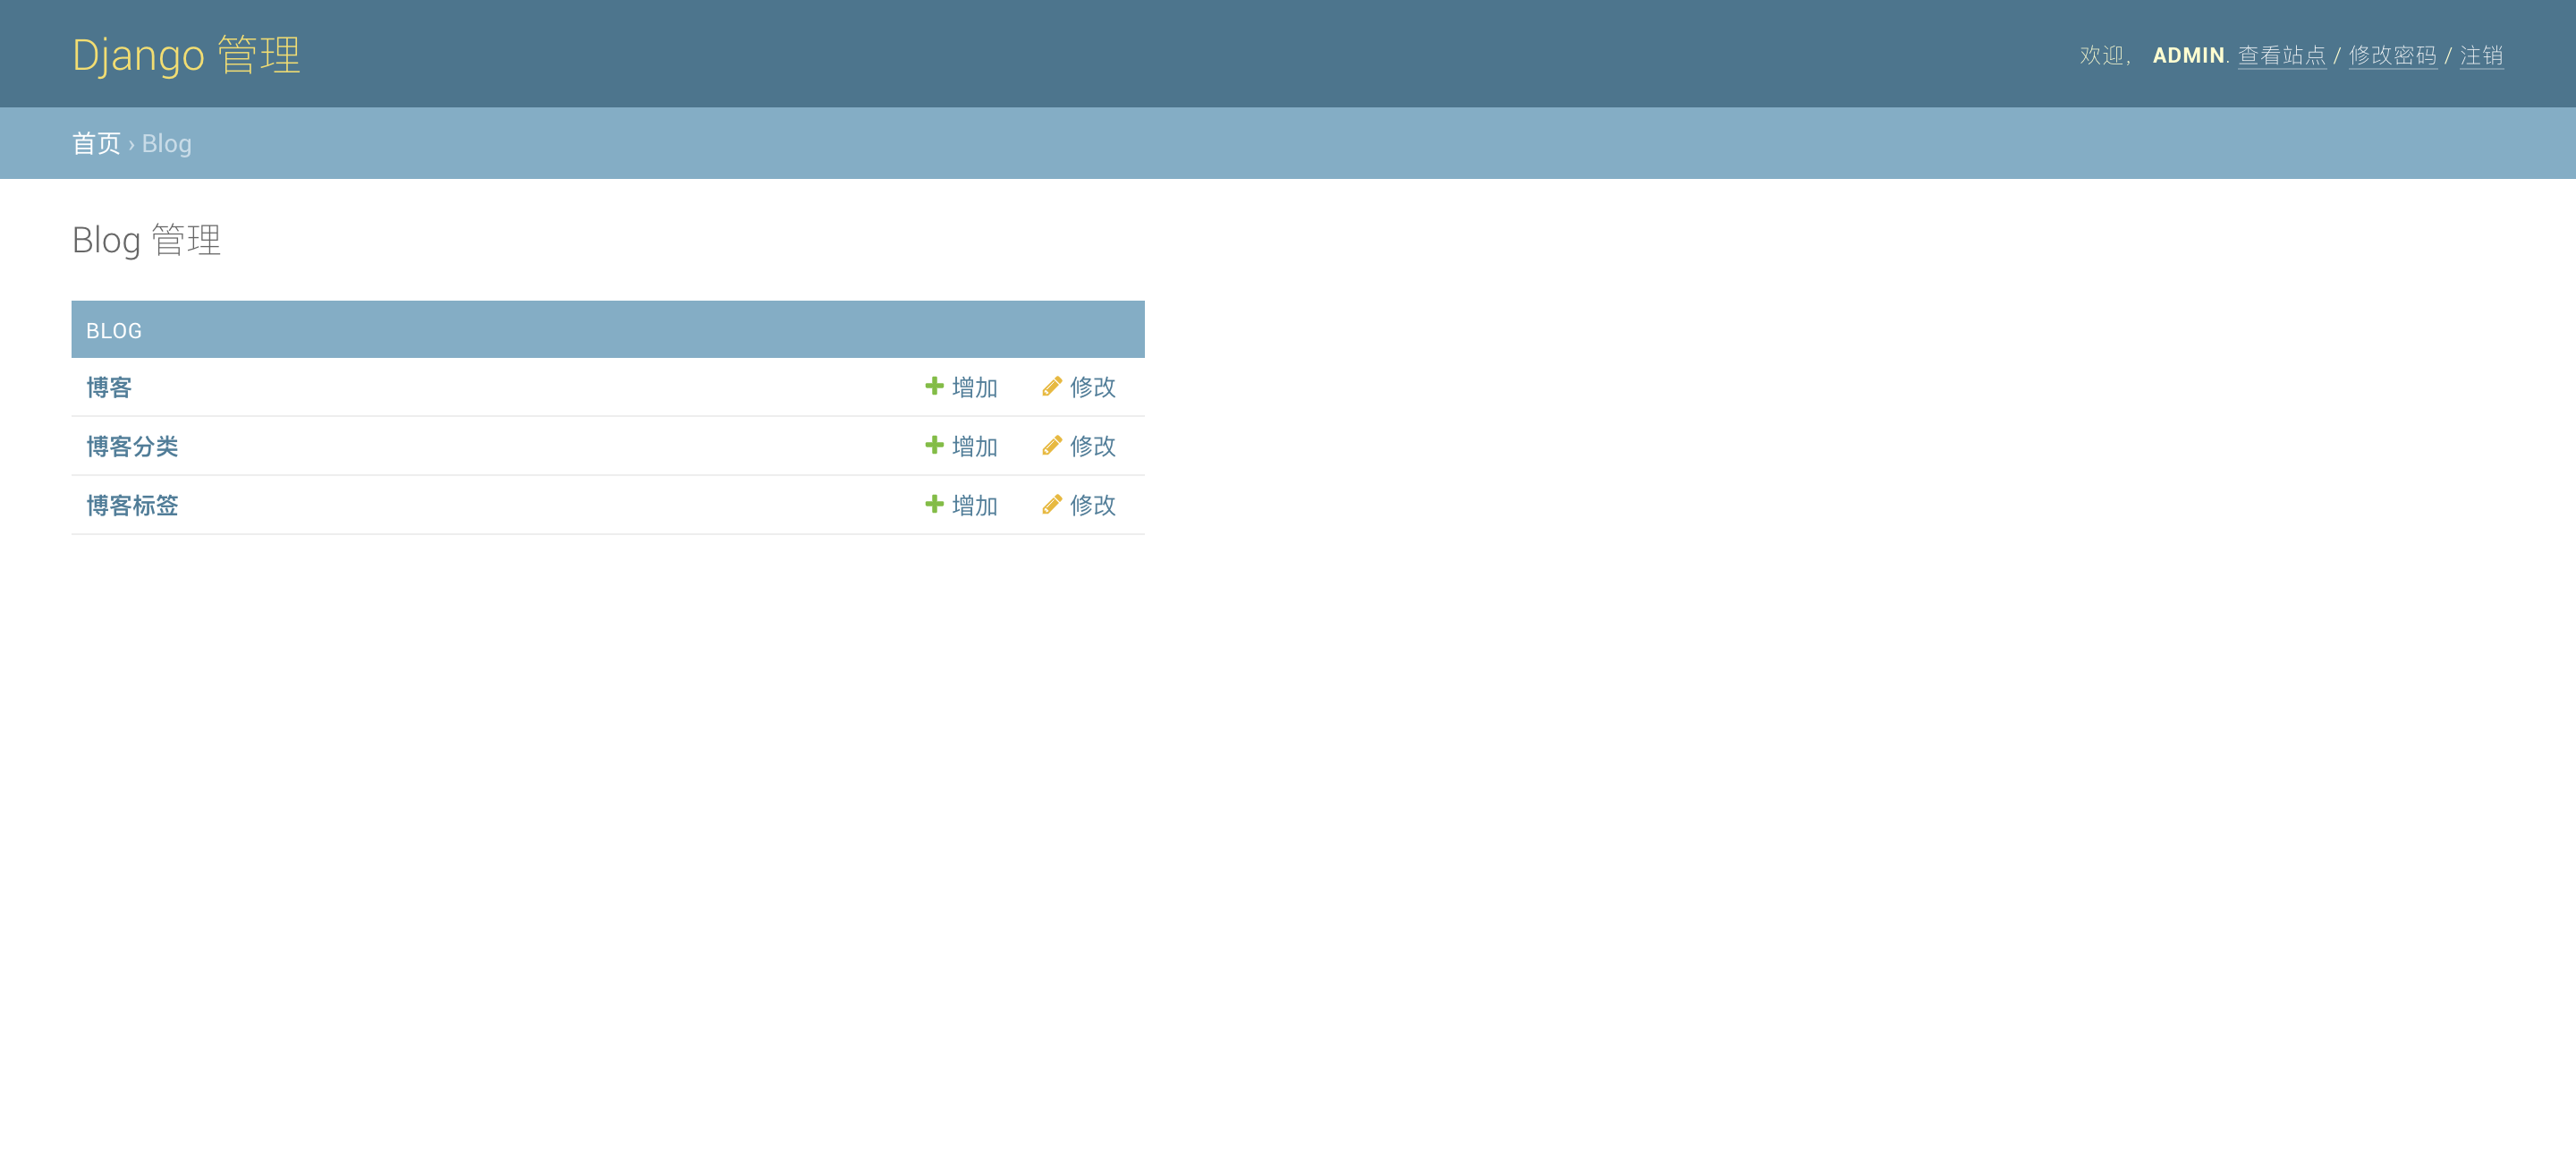 Django 管理
欢迎， ADMIN. 查看站点 / 修改密码 / 注销
首页 › Blog
Blog 管理
BLOG
博客 增加 修改
博客分类 增加 修改
博客标签 增加 修改